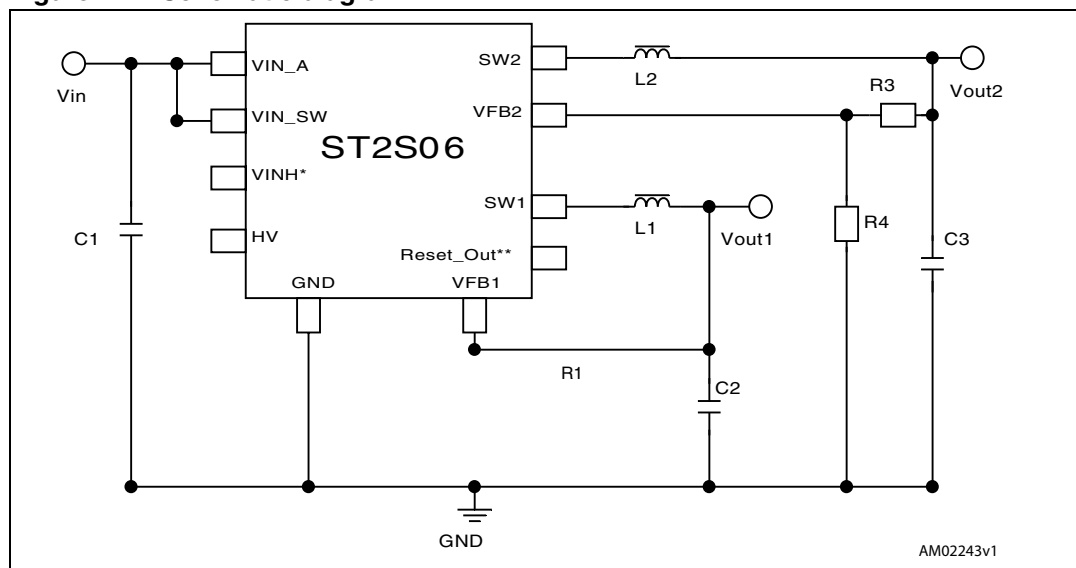 Vin
VIN_A
VIN_SW
VINH*
HV
GND
ST2S06
SW2
VFB2
SW1
Reset_Out**
VFB1
L2
R3
Vout2
L1
Vout1
R4
C3
C1
R1
C2
GND
AM02243v1